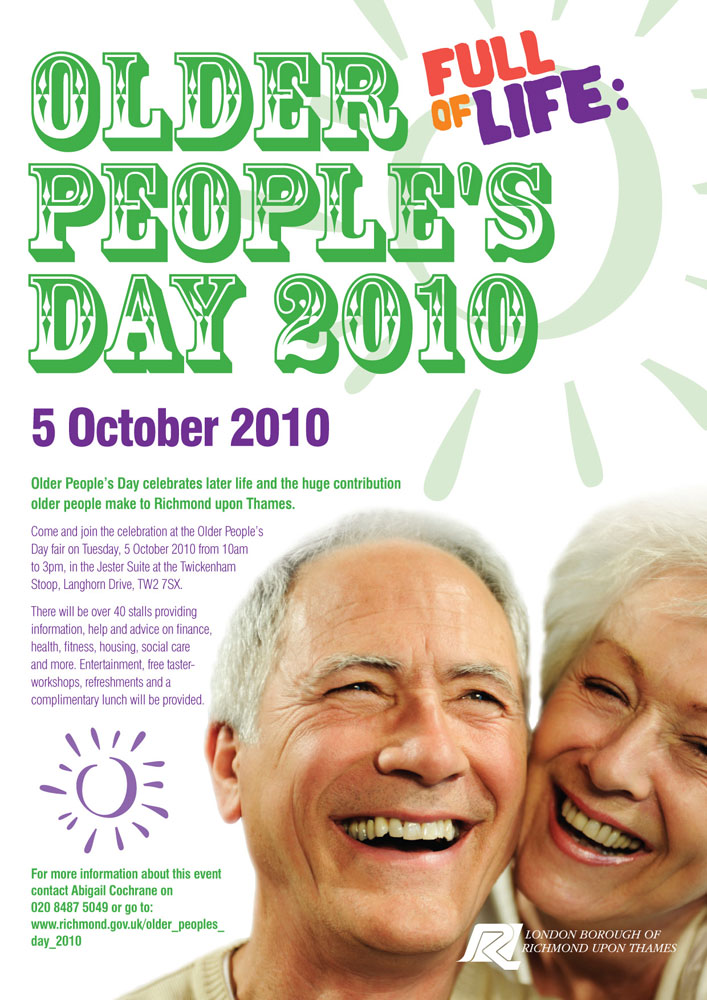 OLDER
PEOPLE'S
DAY 2010
FULL
OF LIFE:
5 October 2010
Older People's Day celebrates later life and the huge contribution
older people make to Richmond upon Thames.
Come and join the celebration at the Older People's
Day fair on Tuesday, 5 October 2010 from 10am
to 3pm, in the Jester Suite at the Twickenham
Stoop, Langhorn Drive, TW2 7SX.
There will be over 40 stalls providing
information, help and advice on finance,
health, fitness, housing, social care
and more. Entertainment, free taster-
workshops, refreshments and a
complimentary lunch will be provided.
For more information about this event
contact Abigail Cochrane on
020 8487 5049 or go to:
www.richmond.gov.uk/older_peoples_
day_2010
LONDON BOROUGH OF
RICHMOND UPON THAMES